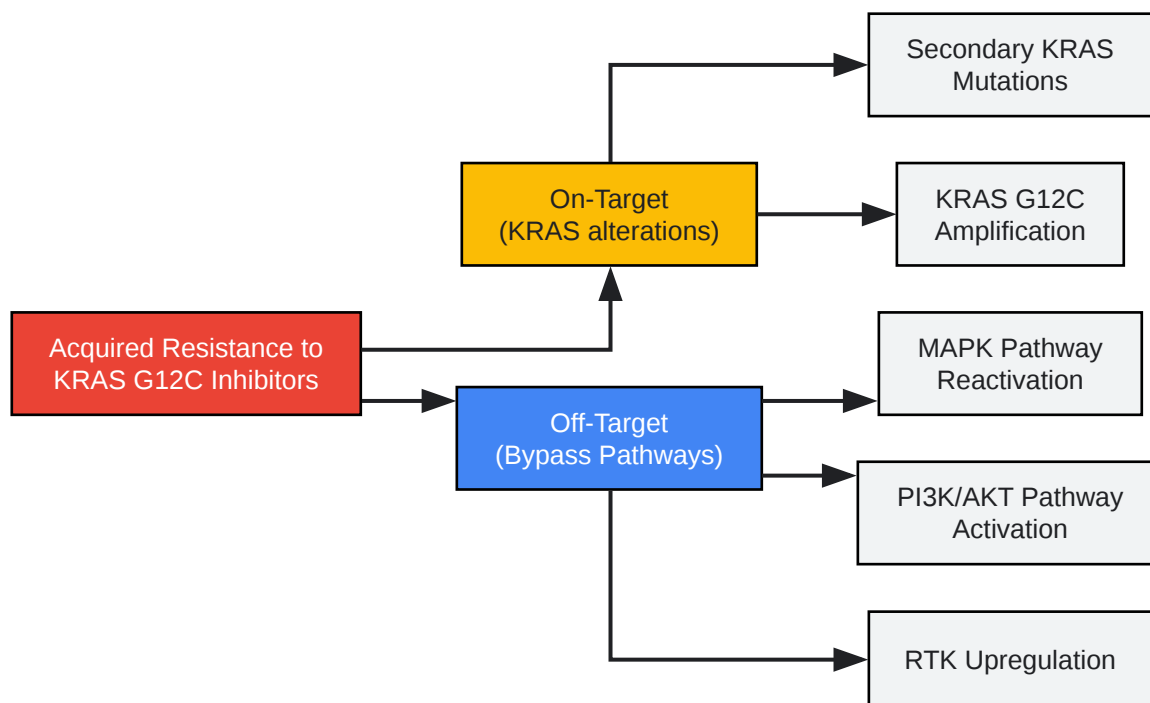 Secondary KRAS
Mutations
On-Target
(KRAS alterations)
KRAS G12C
Amplification
Acquired Resistance to
KRAS G12C Inhibitors
MAPK Pathway
Reactivation
Off-Target
(Bypass Pathways)
PI3K/AKT Pathway
Activation
RTK Upregulation